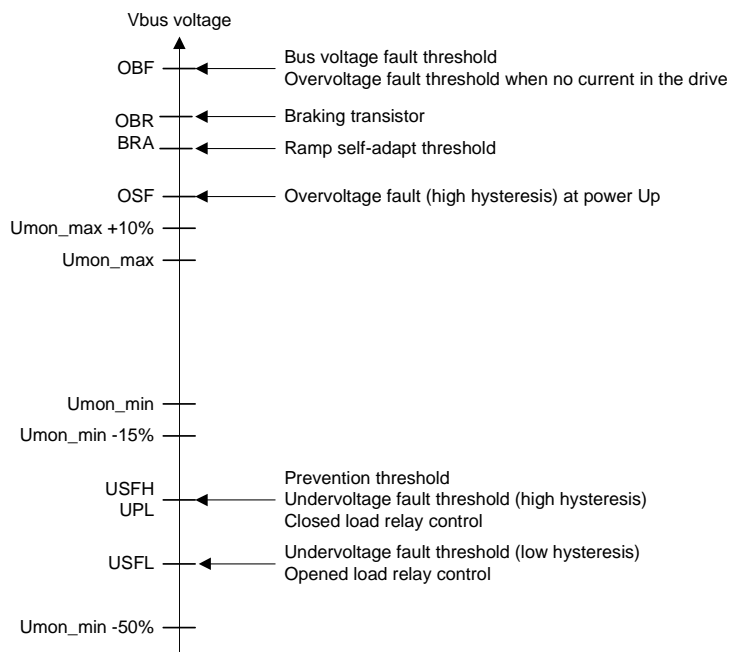 Vbus voltage
OBF
Bus voltage fault threshold
Overvoltage fault threshold when no current in the drive
OBR
Braking transistor
BRA
Ramp self-adapt threshold
OSF
Overvoltage fault (high hysteresis) at power Up
Umon_max +10%
Umon_max
Umon_min
Umon_min -15%
USFH
UPL
Prevention threshold
Undervoltage fault threshold (high hysteresis)
Closed load relay control
USFL
Undervoltage fault threshold (low hysteresis)
Opened load relay control
Umon_min -50%